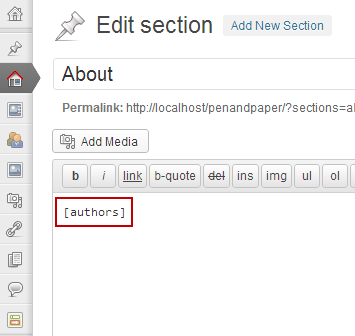 Edit section Add New Section
About
Permalink: http://localhost/penandpaper/?sections=a
Add Media
b i link b-quote del ins img ul ol
[authors]